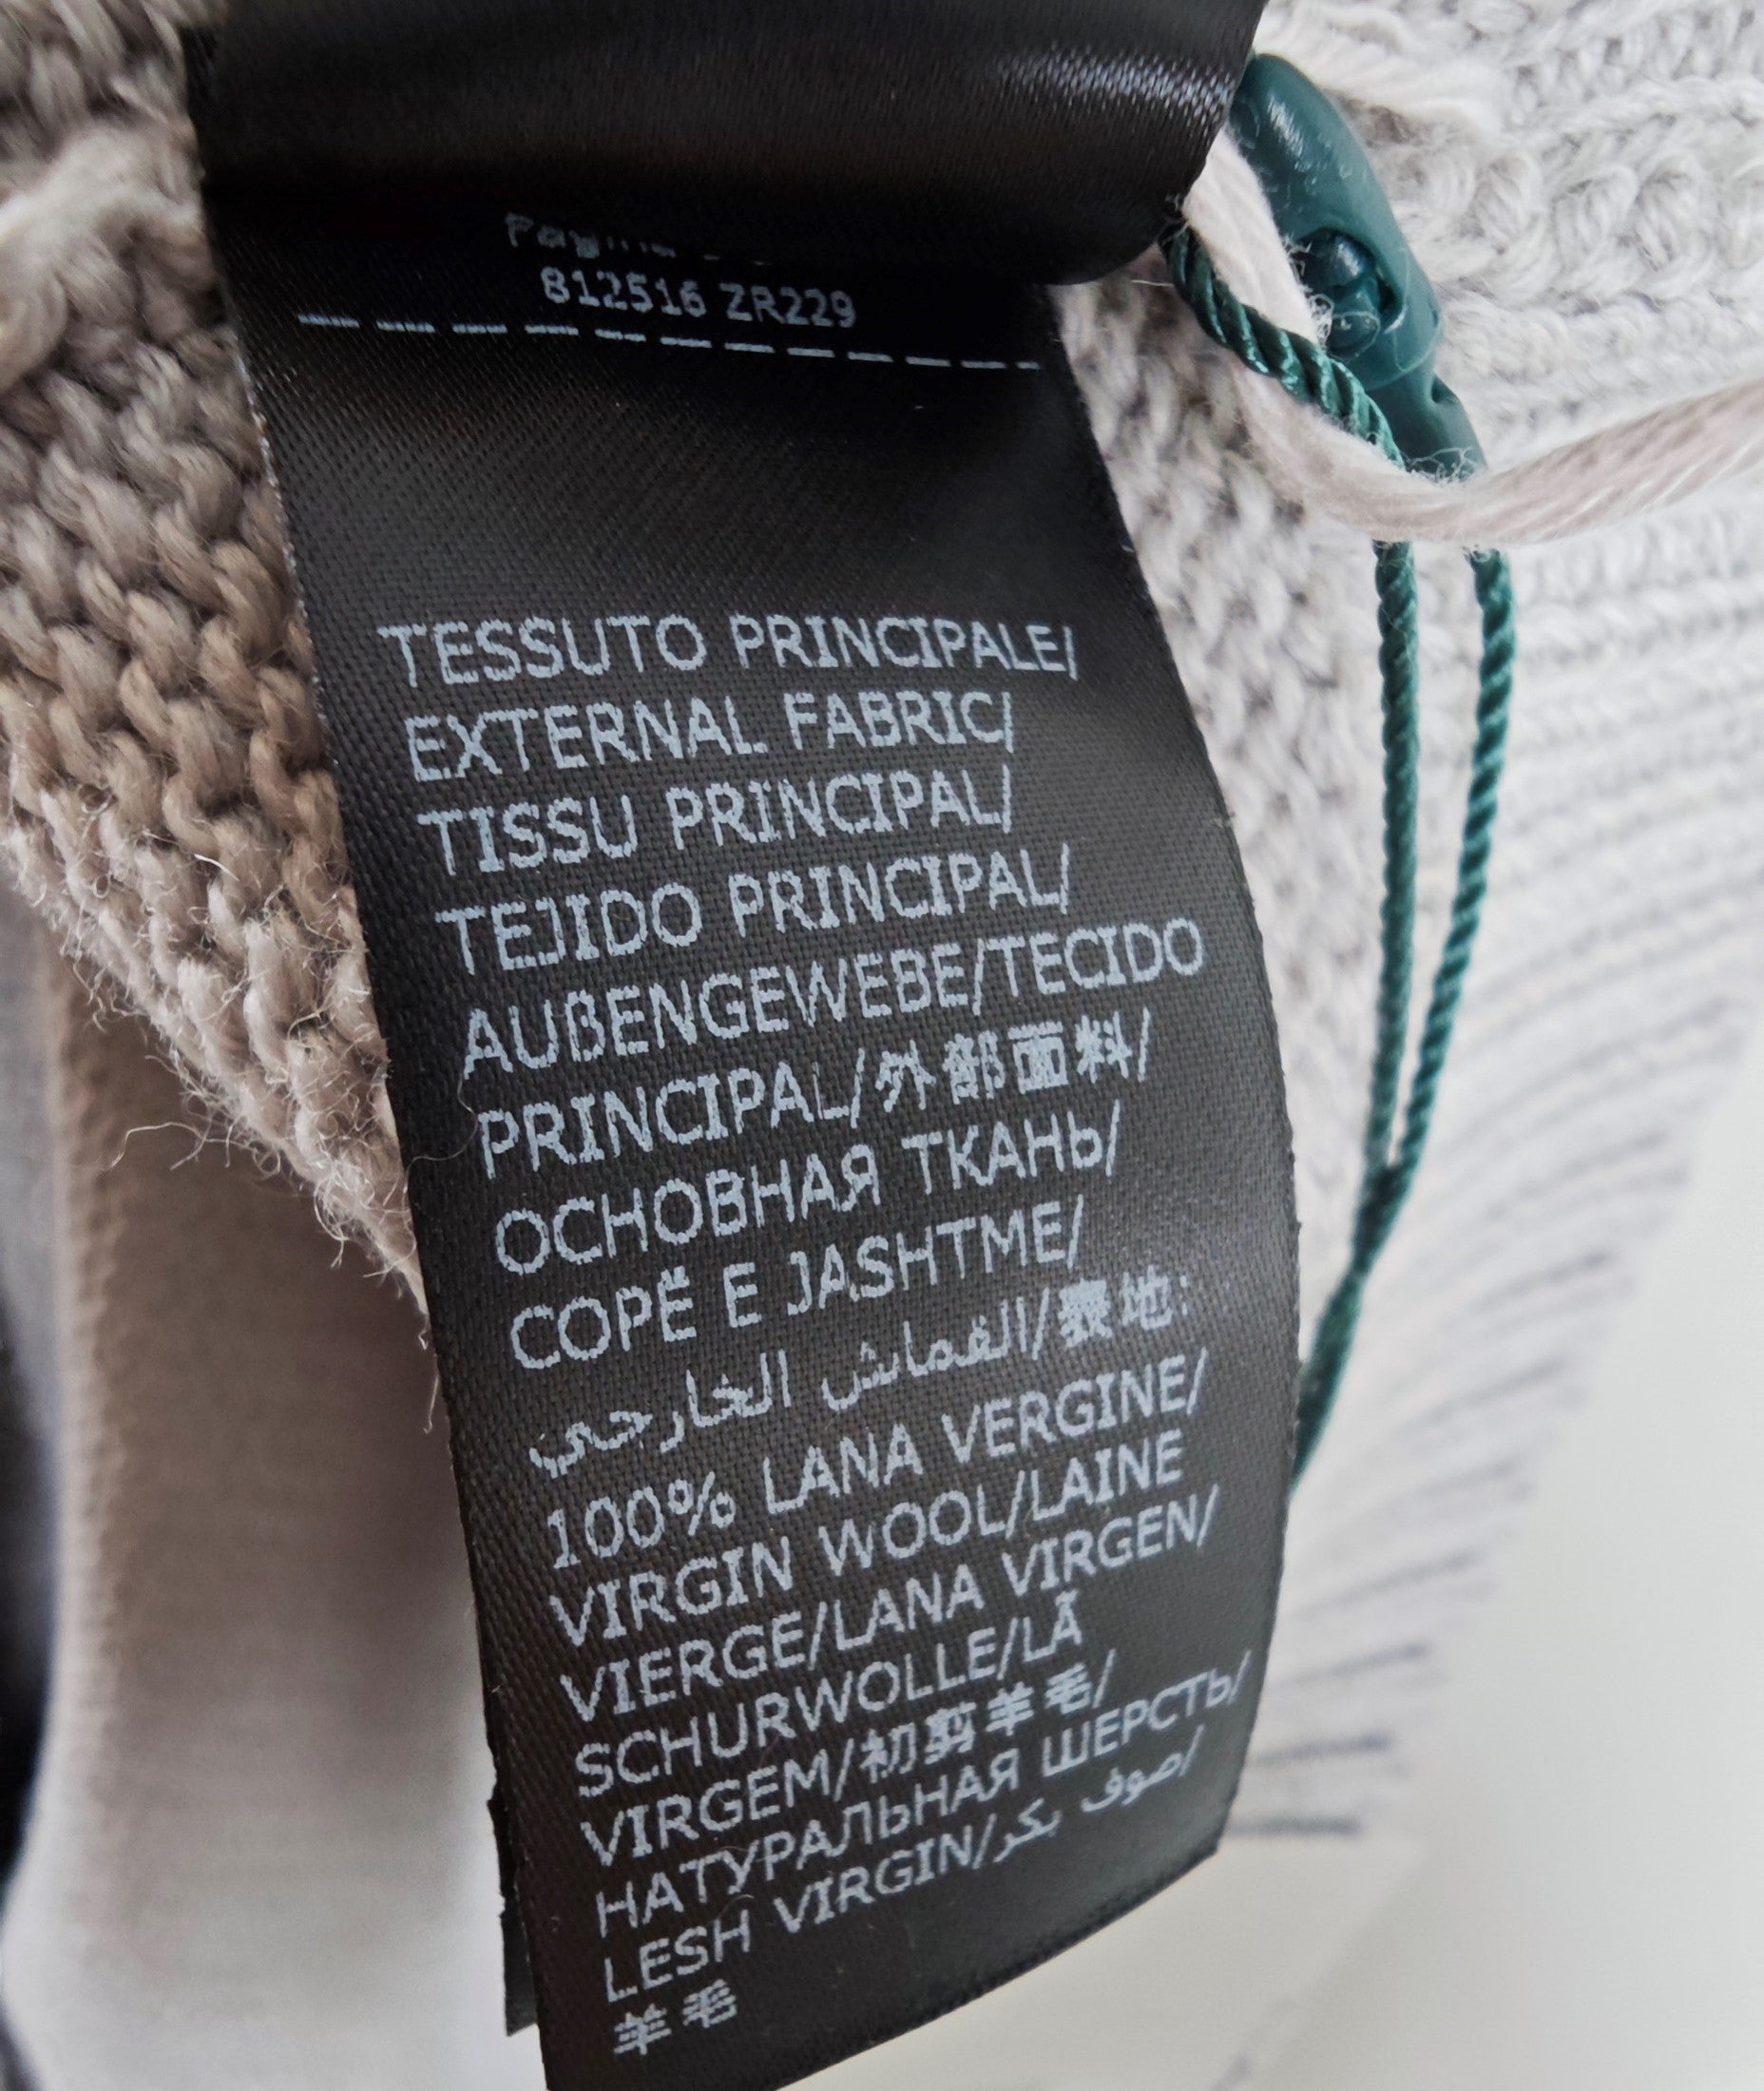 812516 ZR229
TESSUTO PRINCIPALE/
EXTERNAL FABRIC/
TISSU PRINCIPAL/
TEJIDO PRINCIPAL/
AUßENGEWEBE/TECIDO
PRINCIPAL/外部面料/
ОСНОВНАЯ ТКАНЬ/
COPË E JASHTME/
القماش الخارجي/表地:
100% LANA VERGINE/
VIRGIN WOOL/LAINE
VIERGE/LANA VIRGEN/
SCHURWOLLE/LÃ
VIRGEM/初剪羊毛/
НАТУРАЛЬНАЯ ШЕРСТЬ/
LESH VIRGIN/صوف بكر/
羊毛